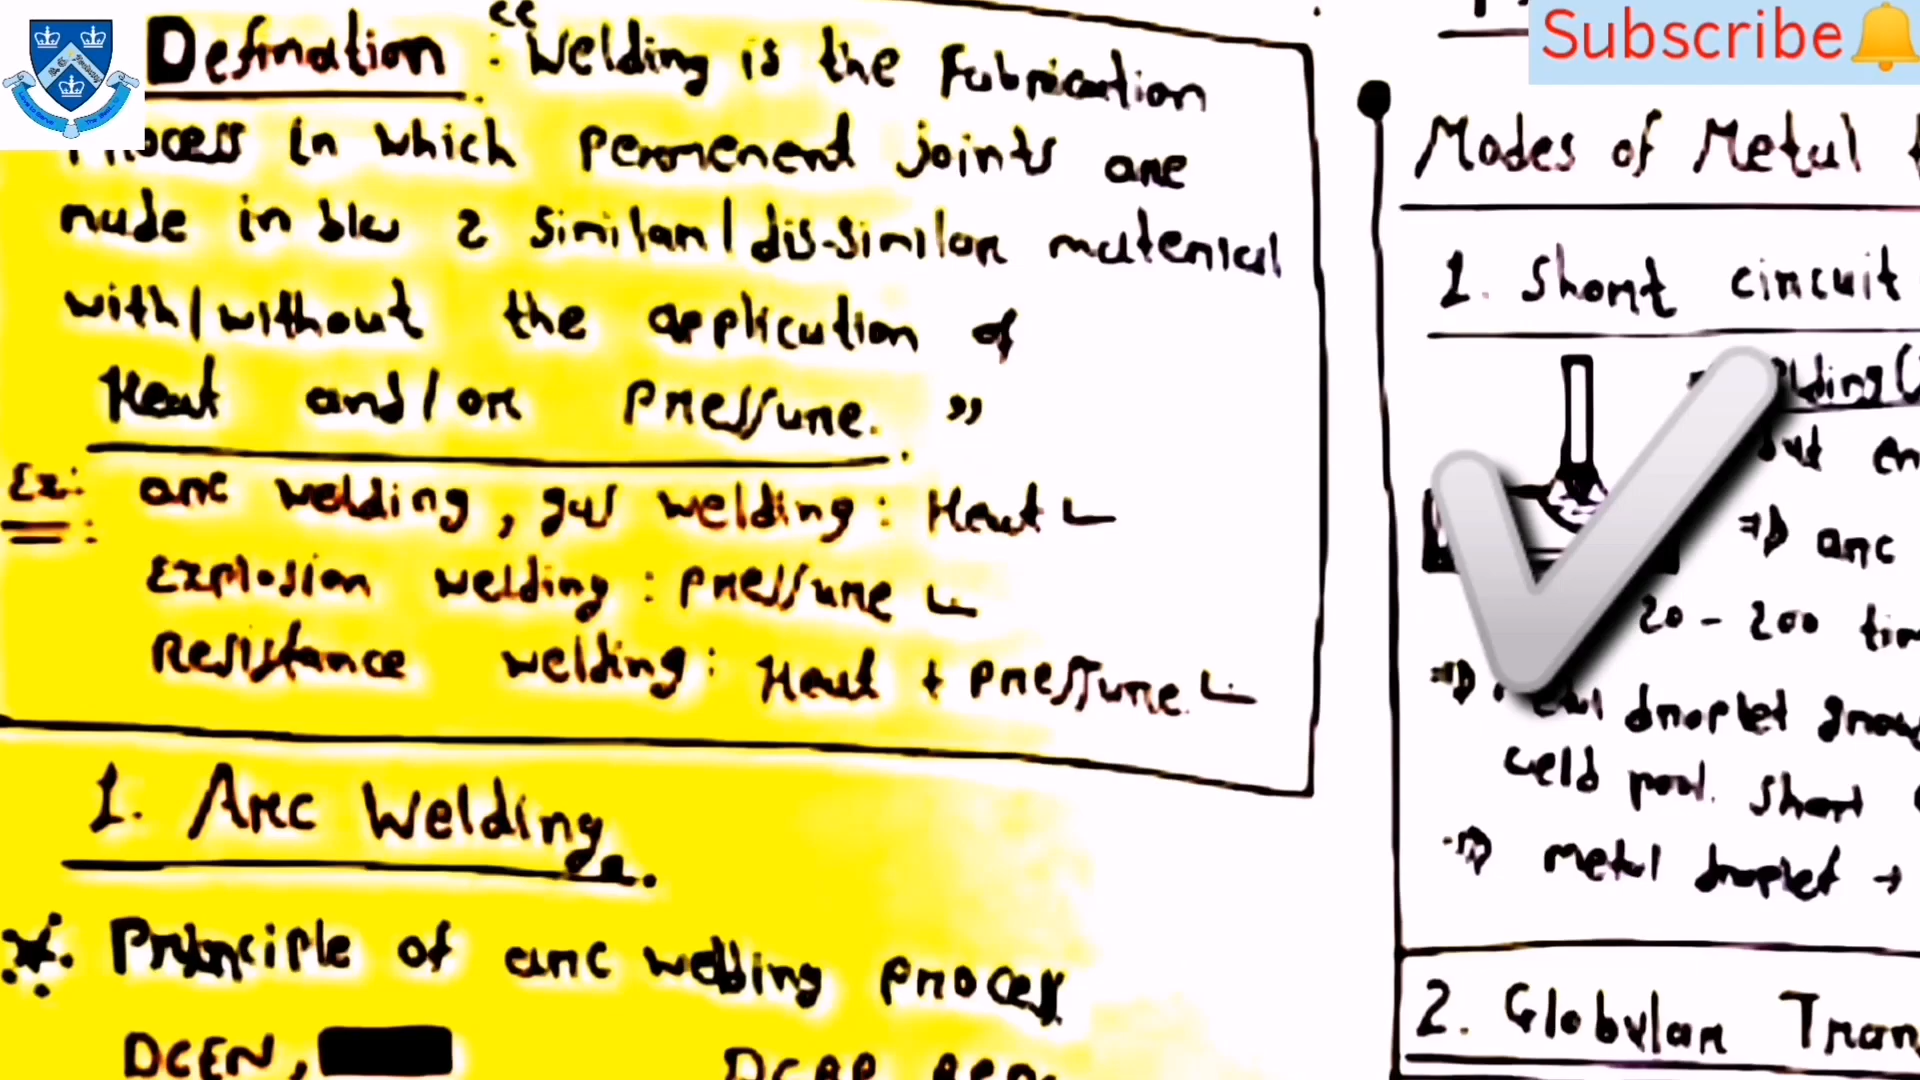 Defination : "Welding is the Fabrication
Process in which Permenent joints are
made in b/w 2 similar/dis-similar material
with/without the application of
Heat and/or Pressure."
Ex: arc welding, gas welding : Heat
Explosion welding : Pressure
Resistance welding : Heat + Pressure.
1. Arc Welding.
Principle of arc welding process
DCEN,
Subscribe
Modes of Metal
1. Short circuit
arc
20 - 200
droplet
weld pool. Short
metal droplet →
2. Globular Tran